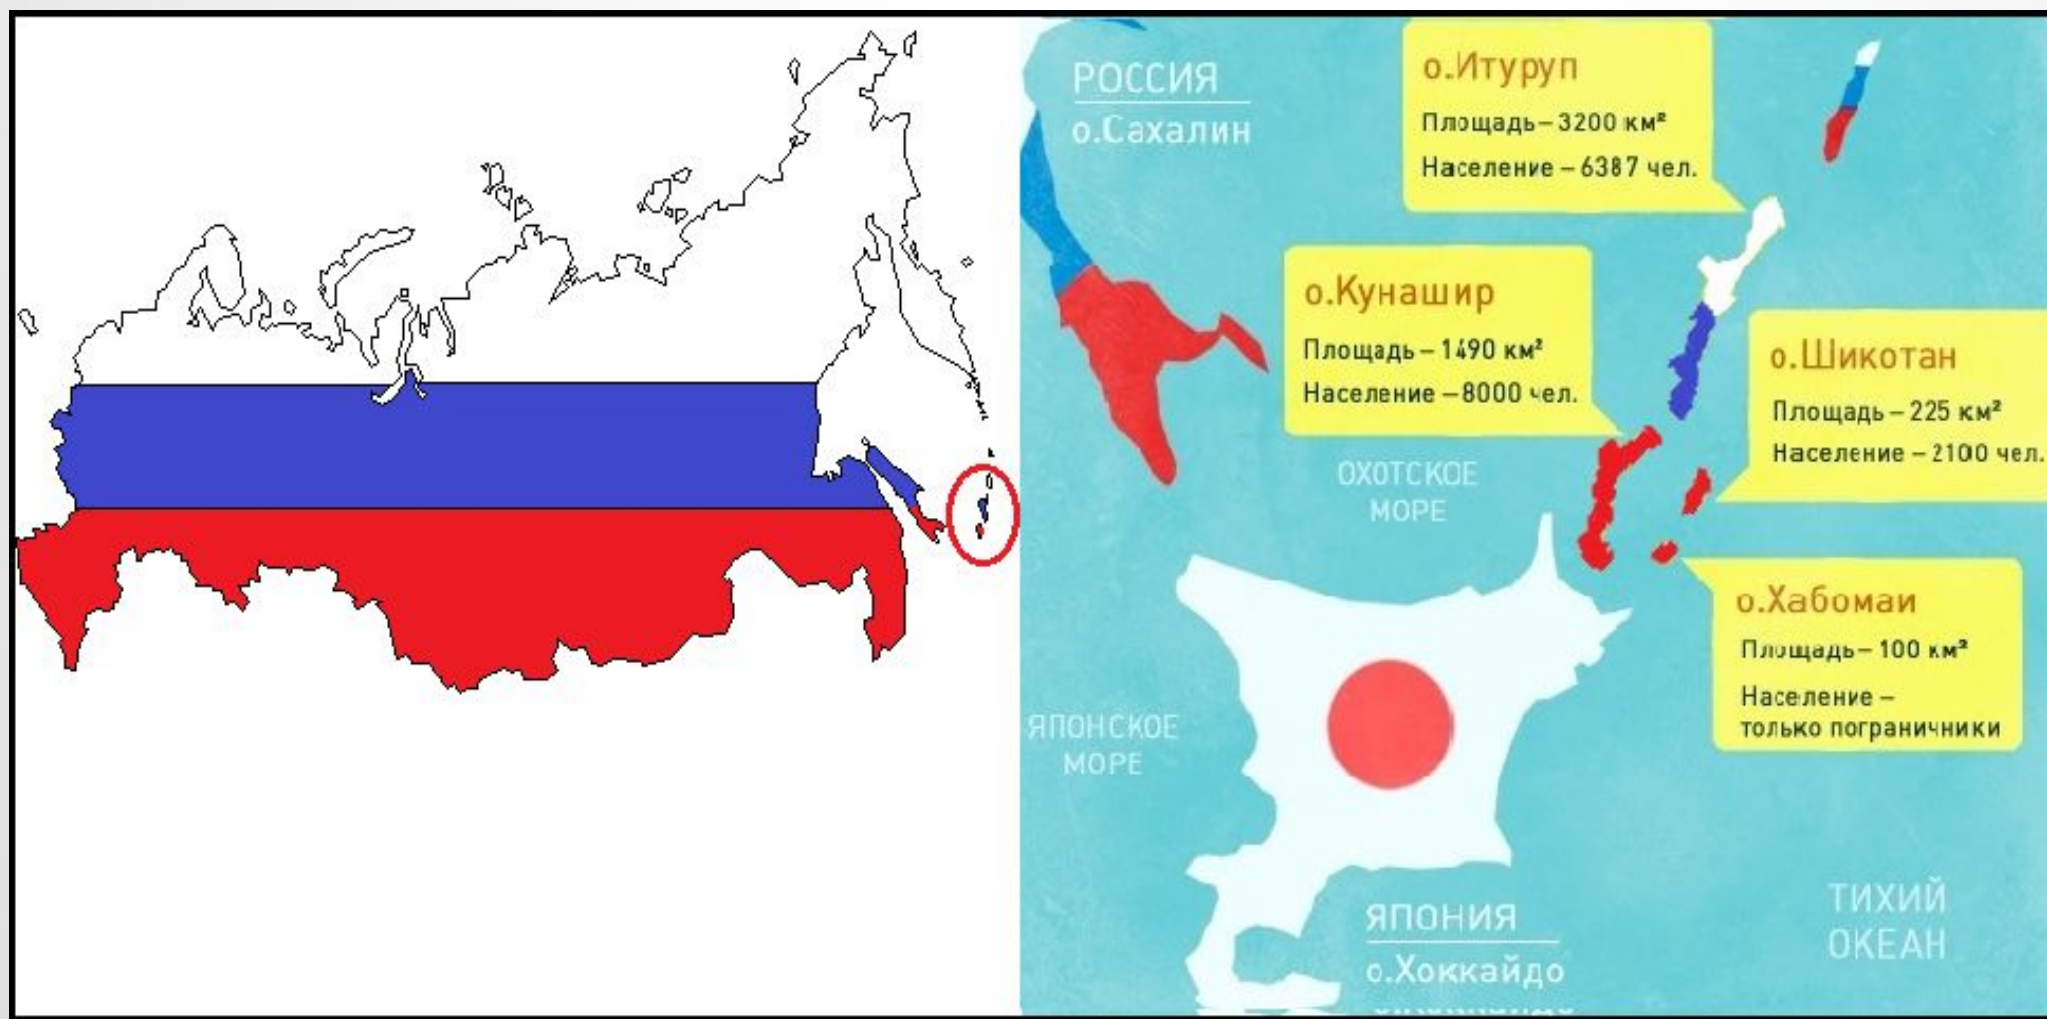 РОССИЯ
о.Сахалин
о.Итуруп
Площадь – 3200 км²
Население – 6387 чел.
о.Кунашир
Площадь – 1490 км²
Население – 8000 чел.
о.Шикотан
Площадь – 225 км²
Население – 2100 чел.
ОХОТСКОЕ
МОРЕ
о.Хабомаи
Площадь – 100 км²
Население –
только пограничники
ЯПОНСКОЕ
МОРЕ
ЯПОНИЯ
о.Хоккайдо
ТИХИЙ
ОКЕАН